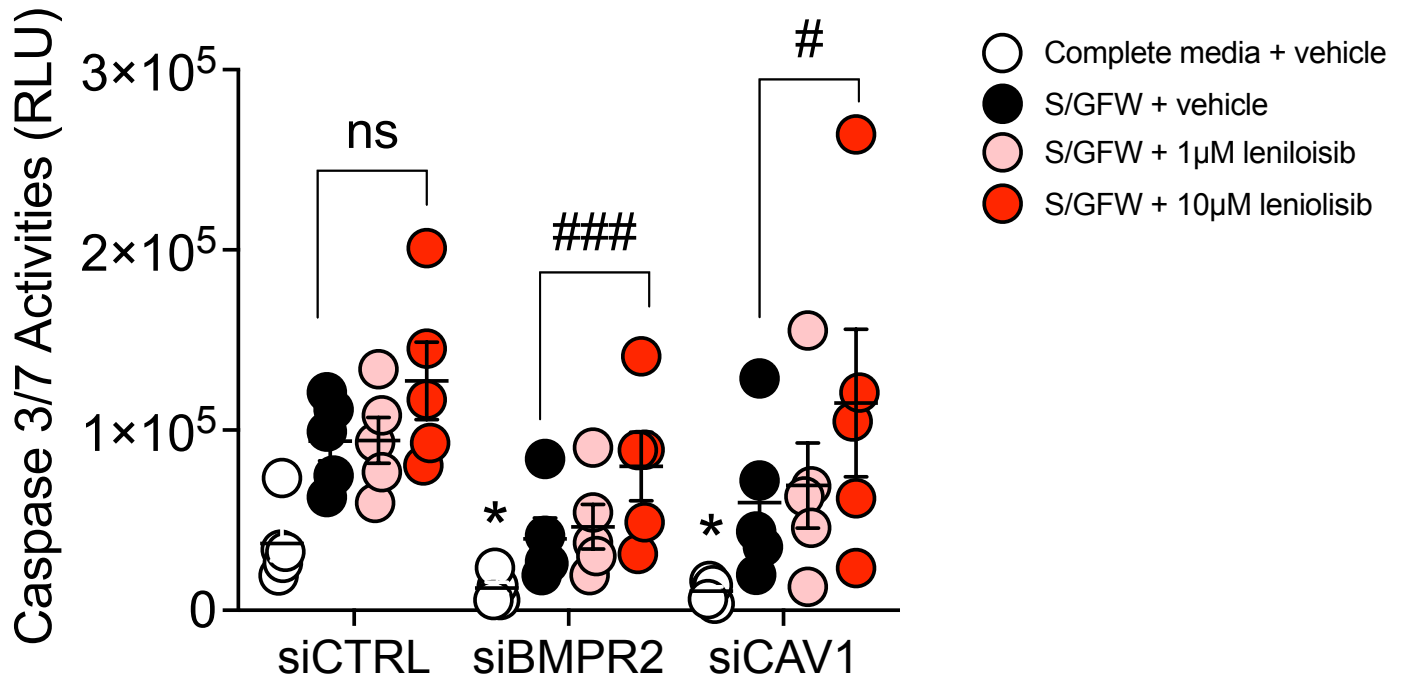 Caspase 3/7 Activities (RLU)
3×10⁵
2×10⁵
1×10⁵
0
ns
###
#
*
*
siCTRL
siBMPR2
siCAV1
Complete media + vehicle
S/GFW + vehicle
S/GFW + 1µM leniloisib
S/GFW + 10µM leniolisib